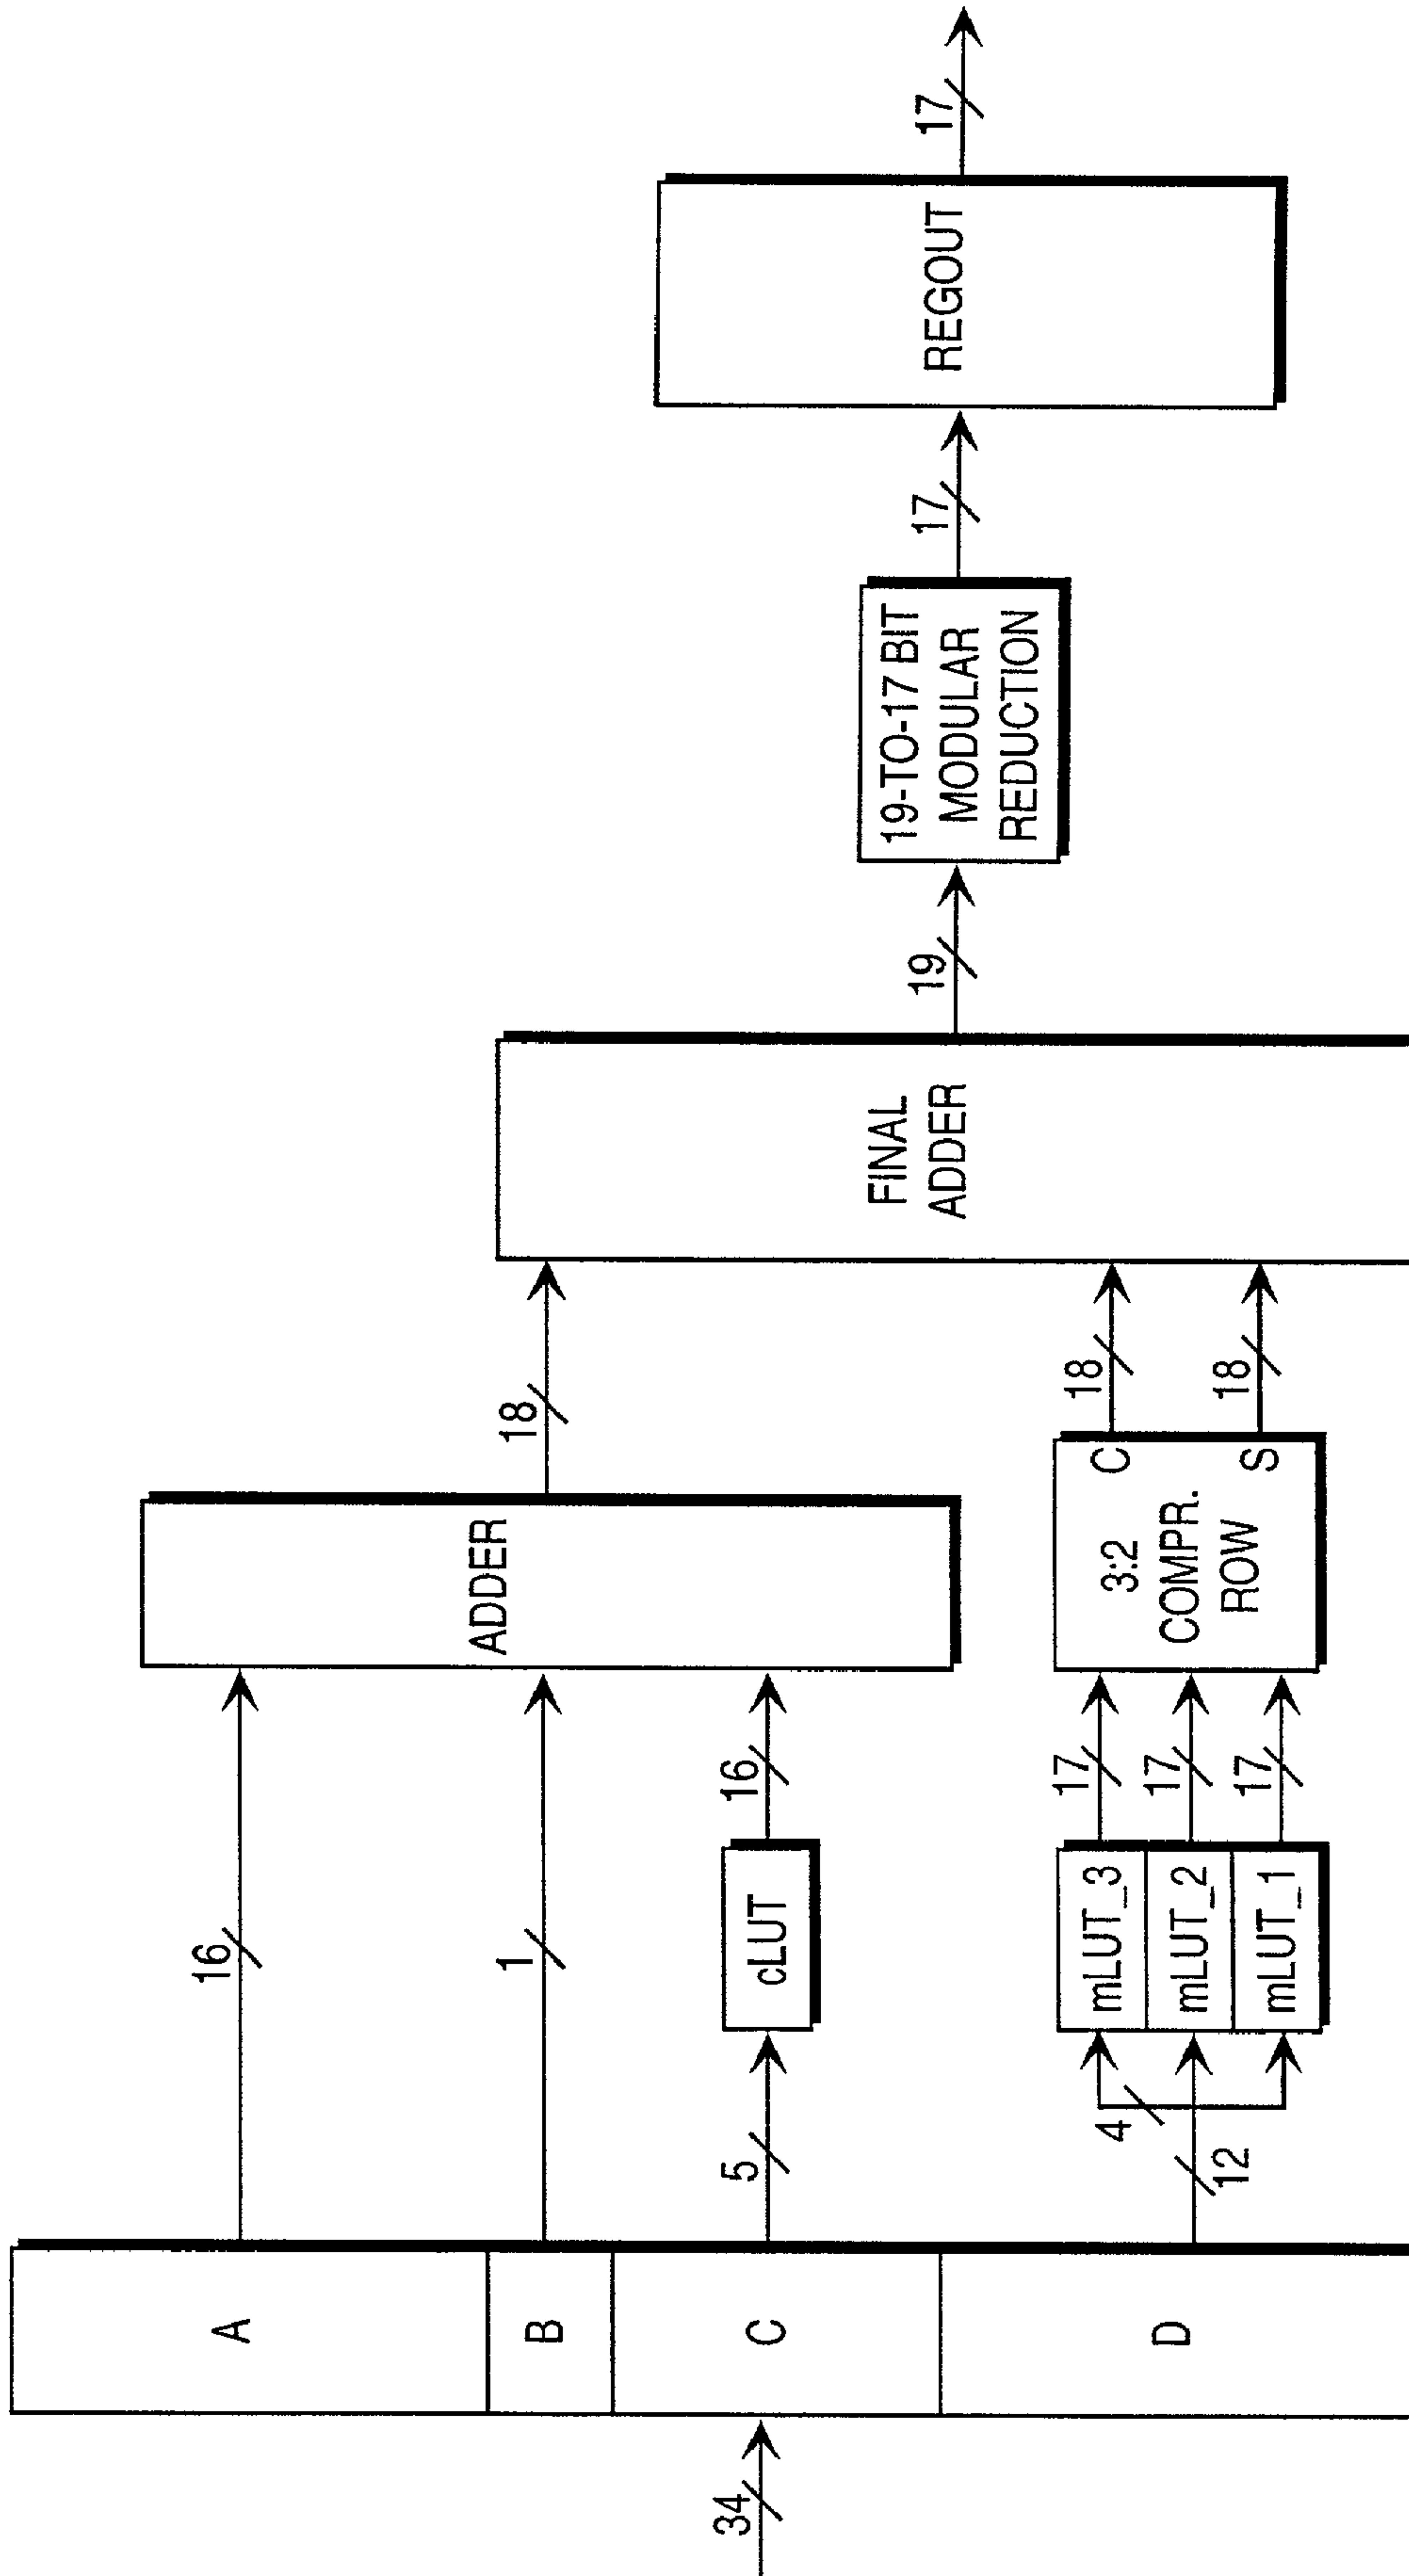 34
A
B
C
D
16
1
5
12
4
cLUT
mLUT_3
mLUT_2
mLUT_1
16
17
17
17
ADDER
3:2
COMPR.
ROW
C
S
18
18
18
FINAL
ADDER
19
19-TO-17 BIT
MODULAR
REDUCTION
17
REGOUT
17